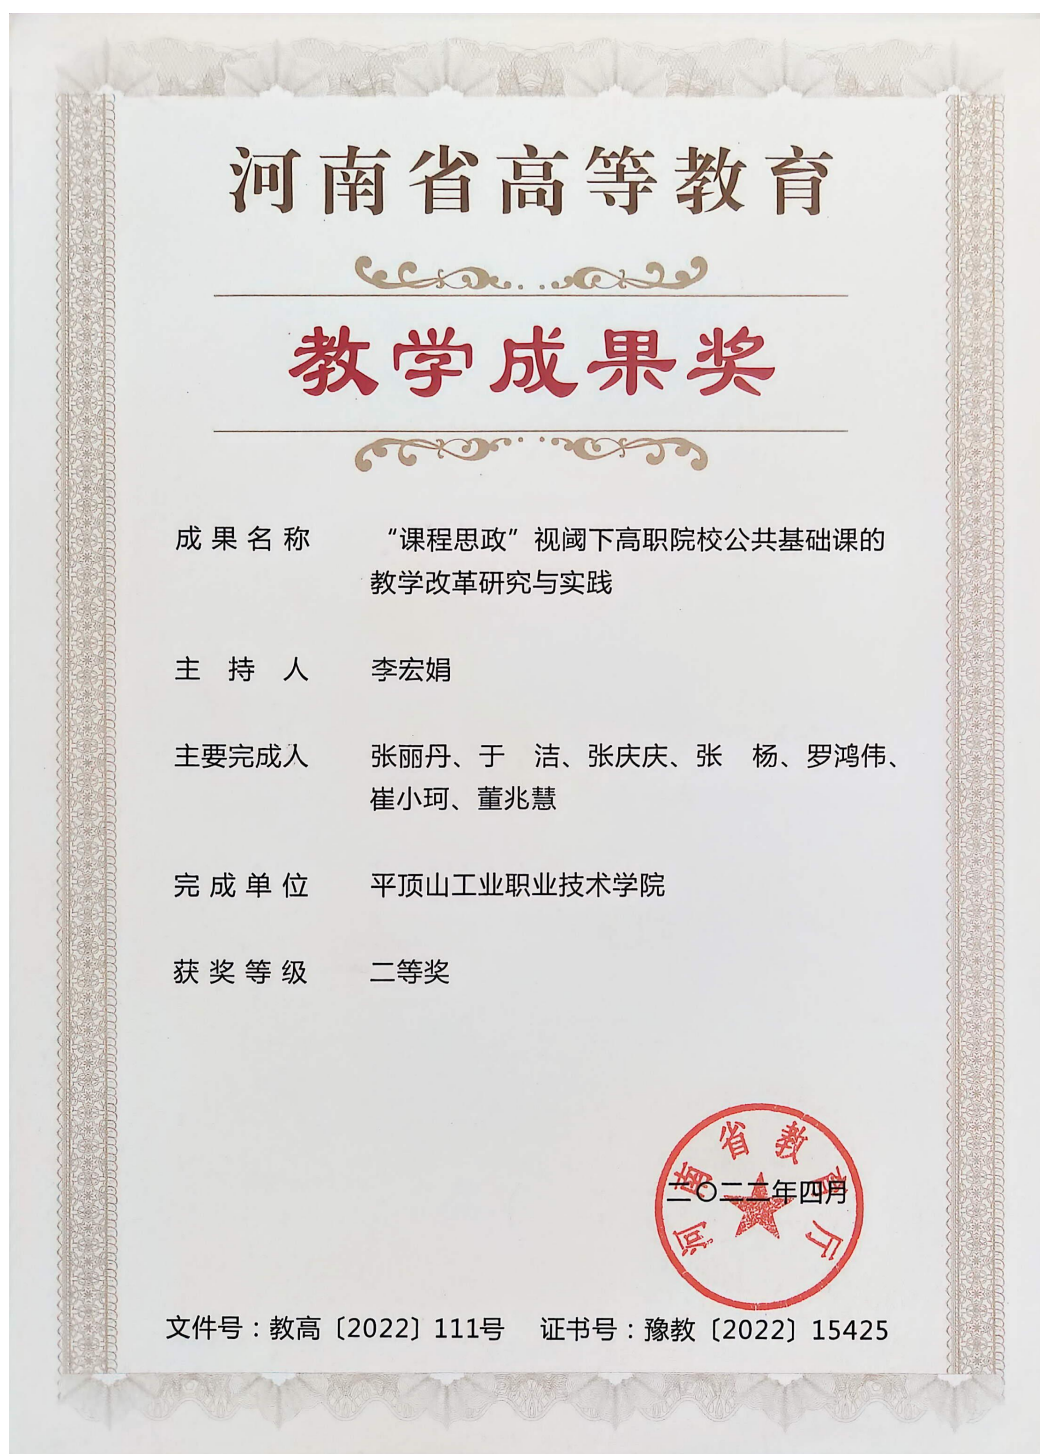 河南省高等教育
教学成果奖
成果名称 “课程思政”视阈下高职院校公共基础课的
教学改革研究与实践
主持人 李宏娟
主要完成人 张丽丹、于 洁、张庆庆、张 杨、罗鸿伟、
崔小珂、董兆慧
完成单位 平顶山工业职业技术学院
获奖等级 二等奖
河南省教育厅
二〇二二年四月
文件号:教高〔2022〕111号 证书号:豫教〔2022〕15425